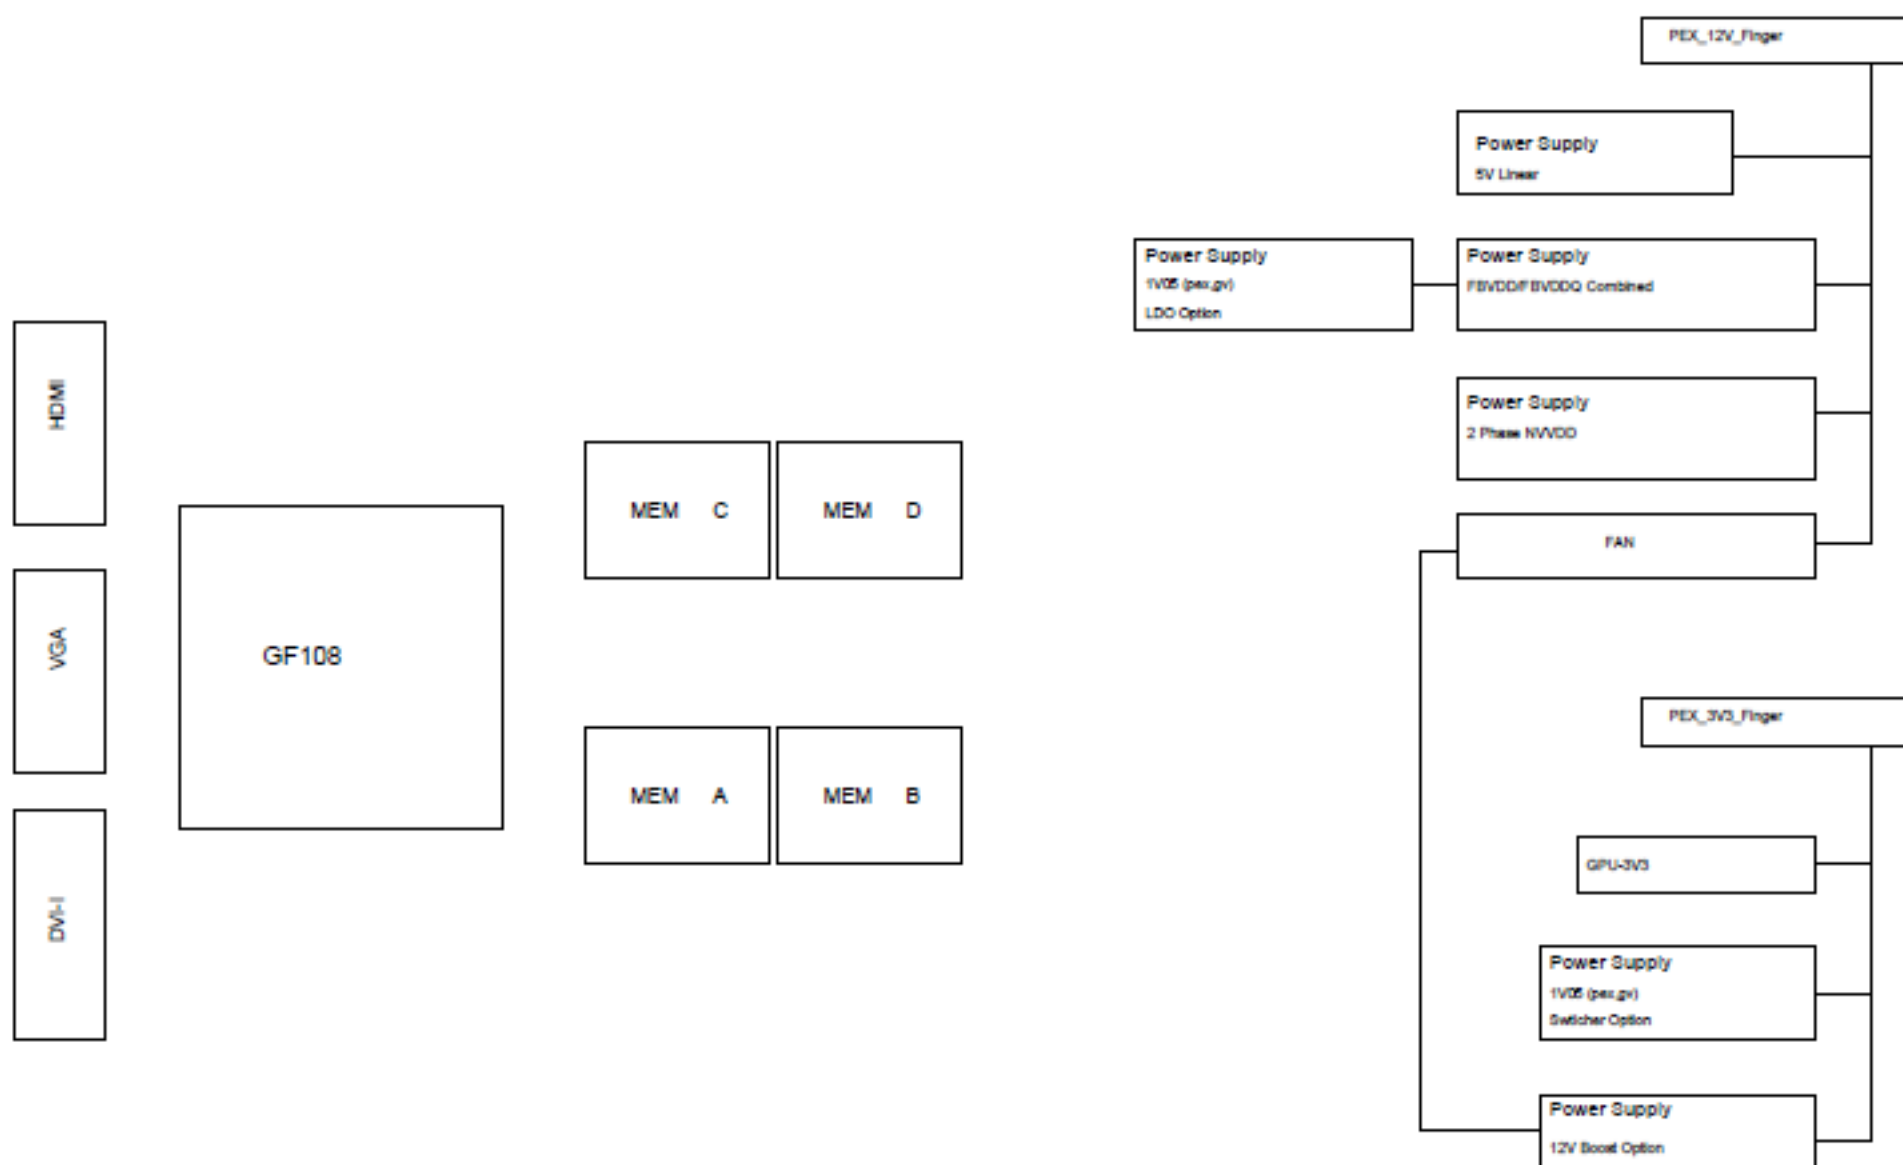 PEX_12V_Finger
Power Supply
5V Linear
Power Supply
1V05 (pex,gv)
LDO Option
Power Supply
FBVDD/FBVDDQ Combined
Power Supply
2 Phase NVVDD
FAN
HDMI
VGA
DVI-I
GF108
MEM C
MEM D
MEM A
MEM B
PEX_3V3_Finger
GPU-3V3
Power Supply
1V05 (pex,gv)
Switcher Option
Power Supply
12V Boost Option